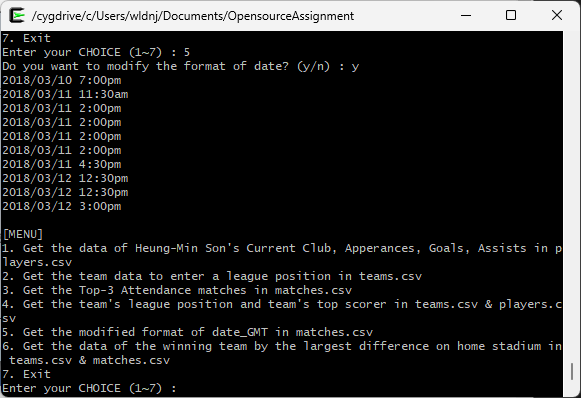 /cygdrive/c/Users/wldnj/Documents/OpensourceAssignment
7. Exit
Enter your CHOICE (1~7) : 5
Do you want to modify the format of date? (y/n) : y
2018/03/10 7:00pm
2018/03/11 11:30am
2018/03/11 2:00pm
2018/03/11 2:00pm
2018/03/11 2:00pm
2018/03/11 2:00pm
2018/03/11 4:30pm
2018/03/12 12:30pm
2018/03/12 12:30pm
2018/03/12 3:00pm
[MENU]
1. Get the data of Heung-Min Son's Current Club, Apperances, Goals, Assists in p
layers.csv
2. Get the team data to enter a league position in teams.csv
3. Get the Top-3 Attendance matches in matches.csv
4. Get the team's league position and team's top scorer in teams.csv & players.c
sv
5. Get the modified format of date_GMT in matches.csv
6. Get the data of the winning team by the largest difference on home stadium in
teams.csv & matches.csv
7. Exit
Enter your CHOICE (1~7) :